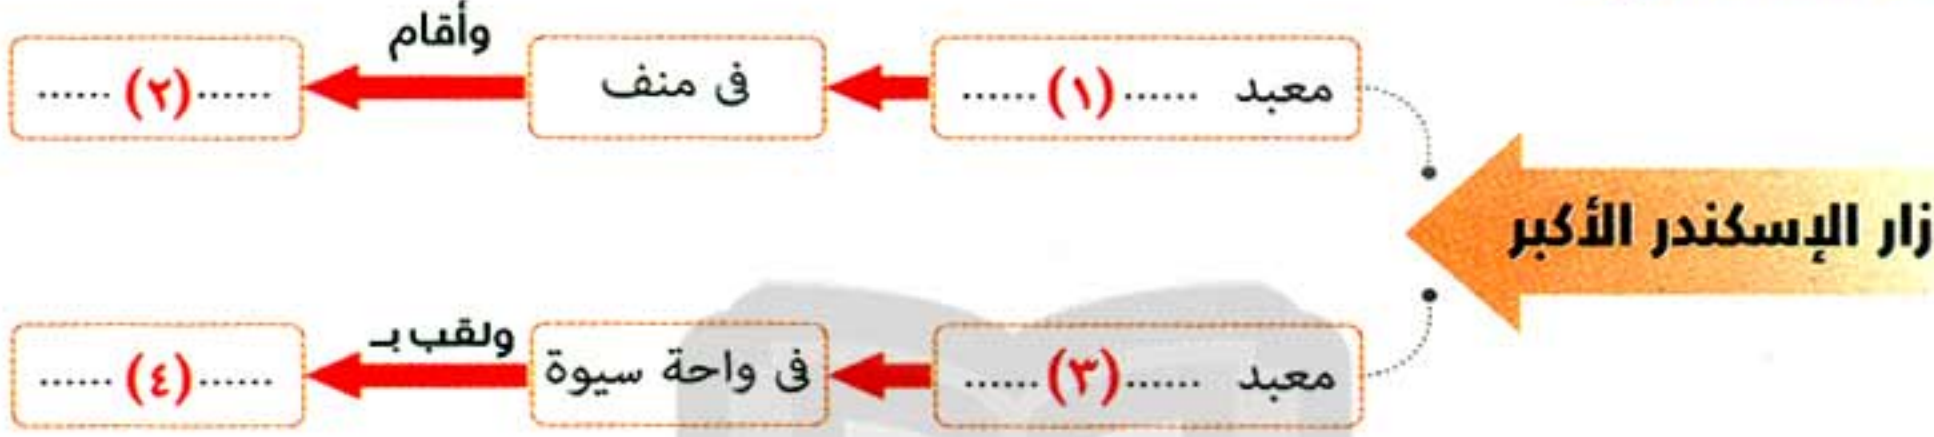 زار الإسكندر الأكبر
معبد ...... (١) ......
فى منف
وأقام
...... (٢) ......
معبد ...... (٣) ......
فى واحة سيوة
ولقب بـ
...... (٤) ......